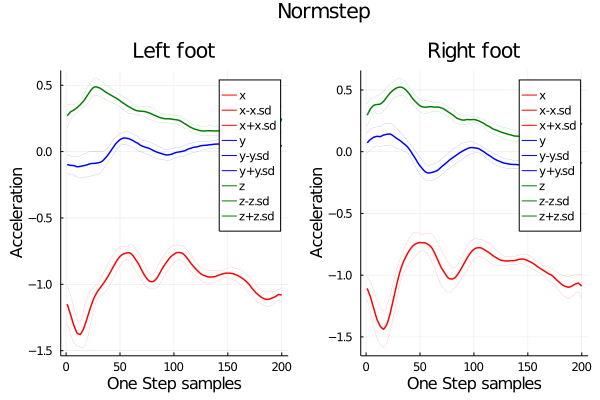 Normstep
Left foot
Right foot
Acceleration
0.5
0.0
−0.5
−1.0
−1.5
0
50
100
150
200
One Step samples
x
x-x.sd
x+x.sd
y
y-y.sd
y+y.sd
z
z-z.sd
z+z.sd
Acceleration
0.5
0.0
−0.5
−1.0
−1.5
0
50
100
150
200
One Step samples
x
x-x.sd
x+x.sd
y
y-y.sd
y+y.sd
z
z-z.sd
z+z.sd